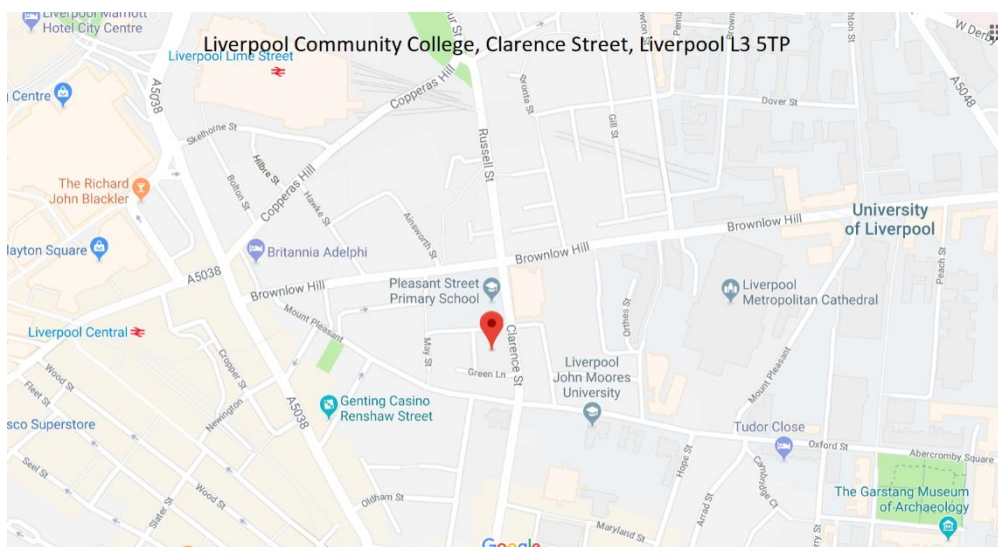 Liverpool Marriott
Hotel City Centre
Liverpool Community College, Clarence Street, Liverpool L3 5TP
Liverpool Lime Street
W Derby
Brownlow Hill
A5038
Copperas Hill
Centre
Bronte St
Dover St
A5048
Skelhorne St
Russell St
Gill St
Hilbre St
The Richard
John Blackler
Bolton St
Copperas Hill
Hawke St
Ainsworth St
University
of Liverpool
Brownlow Hill
layton Square
Britannia Adelphi
Brownlow Hill
A5038
Peach St
Pleasant Street
Primary School
Liverpool
Metropolitan Cathedral
Mount Pleasant
Orthes St
Liverpool Central
May St
Clarence St
Cropper St
Green Ln
Liverpool
John Moores
University
Mount Pleasant
Wood St
Fleet St
Newington
A5038
Genting Casino
Renshaw Street
sco Superstore
Tudor Close
Oxford St
Abercromby Square
Hope St
Cambridge Ct
Seel St
Wood St
Slater St
Oldham St
Arrad St
The Garstang Museum
of Archaeology
Maryland St
Google